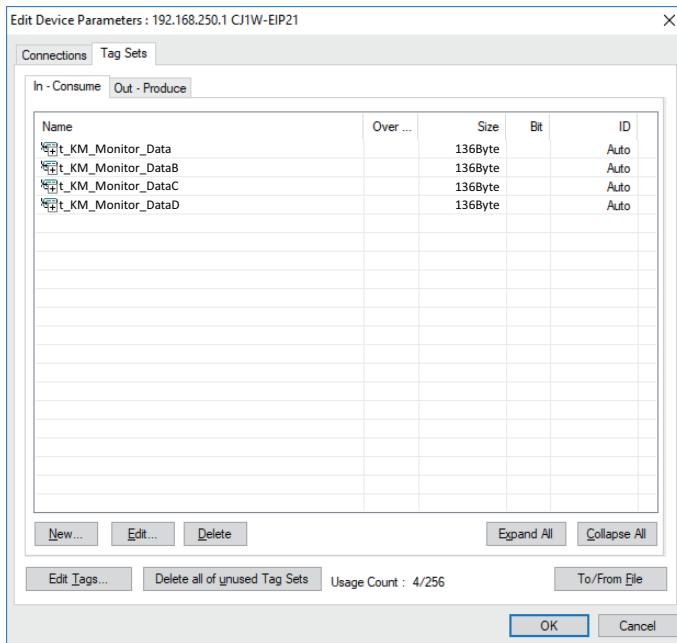 Edit Device Parameters : 192.168.250.1 CJ1W-EIP21
Connections Tag Sets
In - Consume Out - Produce
Name Over ... Size Bit ID
t_KM_Monitor_Data 136Byte Auto
t_KM_Monitor_DataB 136Byte Auto
t_KM_Monitor_DataC 136Byte Auto
t_KM_Monitor_DataD 136Byte Auto
New... Edit... Delete Expand All Collapse All
Edit Tags... Delete all of unused Tag Sets Usage Count : 4/256 To/From File
OK Cancel